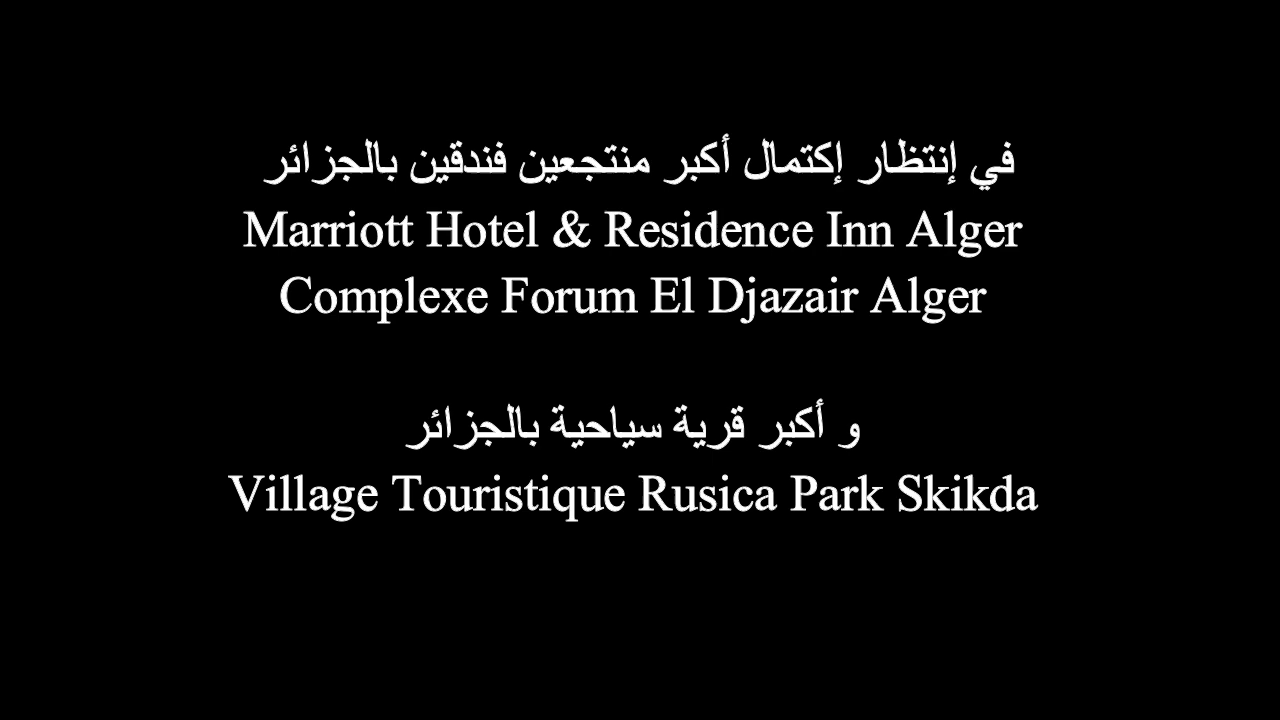 في إنتظار إكتمال أكبر منتجعين فندقين بالجزائر
Marriott Hotel & Residence Inn Alger
Complexe Forum El Djazair Alger
و أكبر قرية سياحية بالجزائر
Village Touristique Rusica Park Skikda